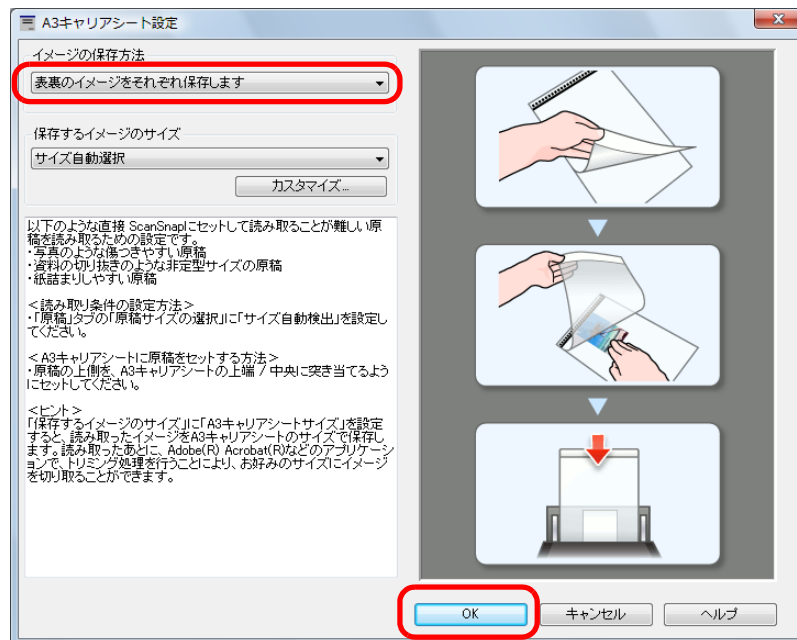 A3キャリアシート設定
イメージの保存方法
表裏のイメージをそれぞれ保存します
保存するイメージのサイズ
サイズ自動選択
カスタマイズ...
以下のような直接 ScanSnapにセットして読み取ることが難しい原
稿を読み取るための設定です。
・写真のような傷つきやすい原稿
・資料の切り抜きのような非定型サイズの原稿
・紙詰まりしやすい原稿
＜読み取り条件の設定方法＞
・「原稿」タブの「原稿サイズの選択」に「サイズ自動検出」を設定し
てください。
＜A3キャリアシートに原稿をセットする方法＞
・原稿の上側を、A3キャリアシートの上端 / 中央に突き当てるよう
にセットしてください。
＜ヒント＞
「保存するイメージのサイズ」に「A3キャリアシートサイズ」を設定
すると、読み取ったイメージをA3キャリアシートのサイズで保存し
ます。読み取ったあとに、Adobe(R) Acrobat(R)などのアプリケーシ
ョンで、トリミング処理を行うことにより、お好みのサイズにイメージ
を切り取ることができます。
OK
キャンセル
ヘルプ